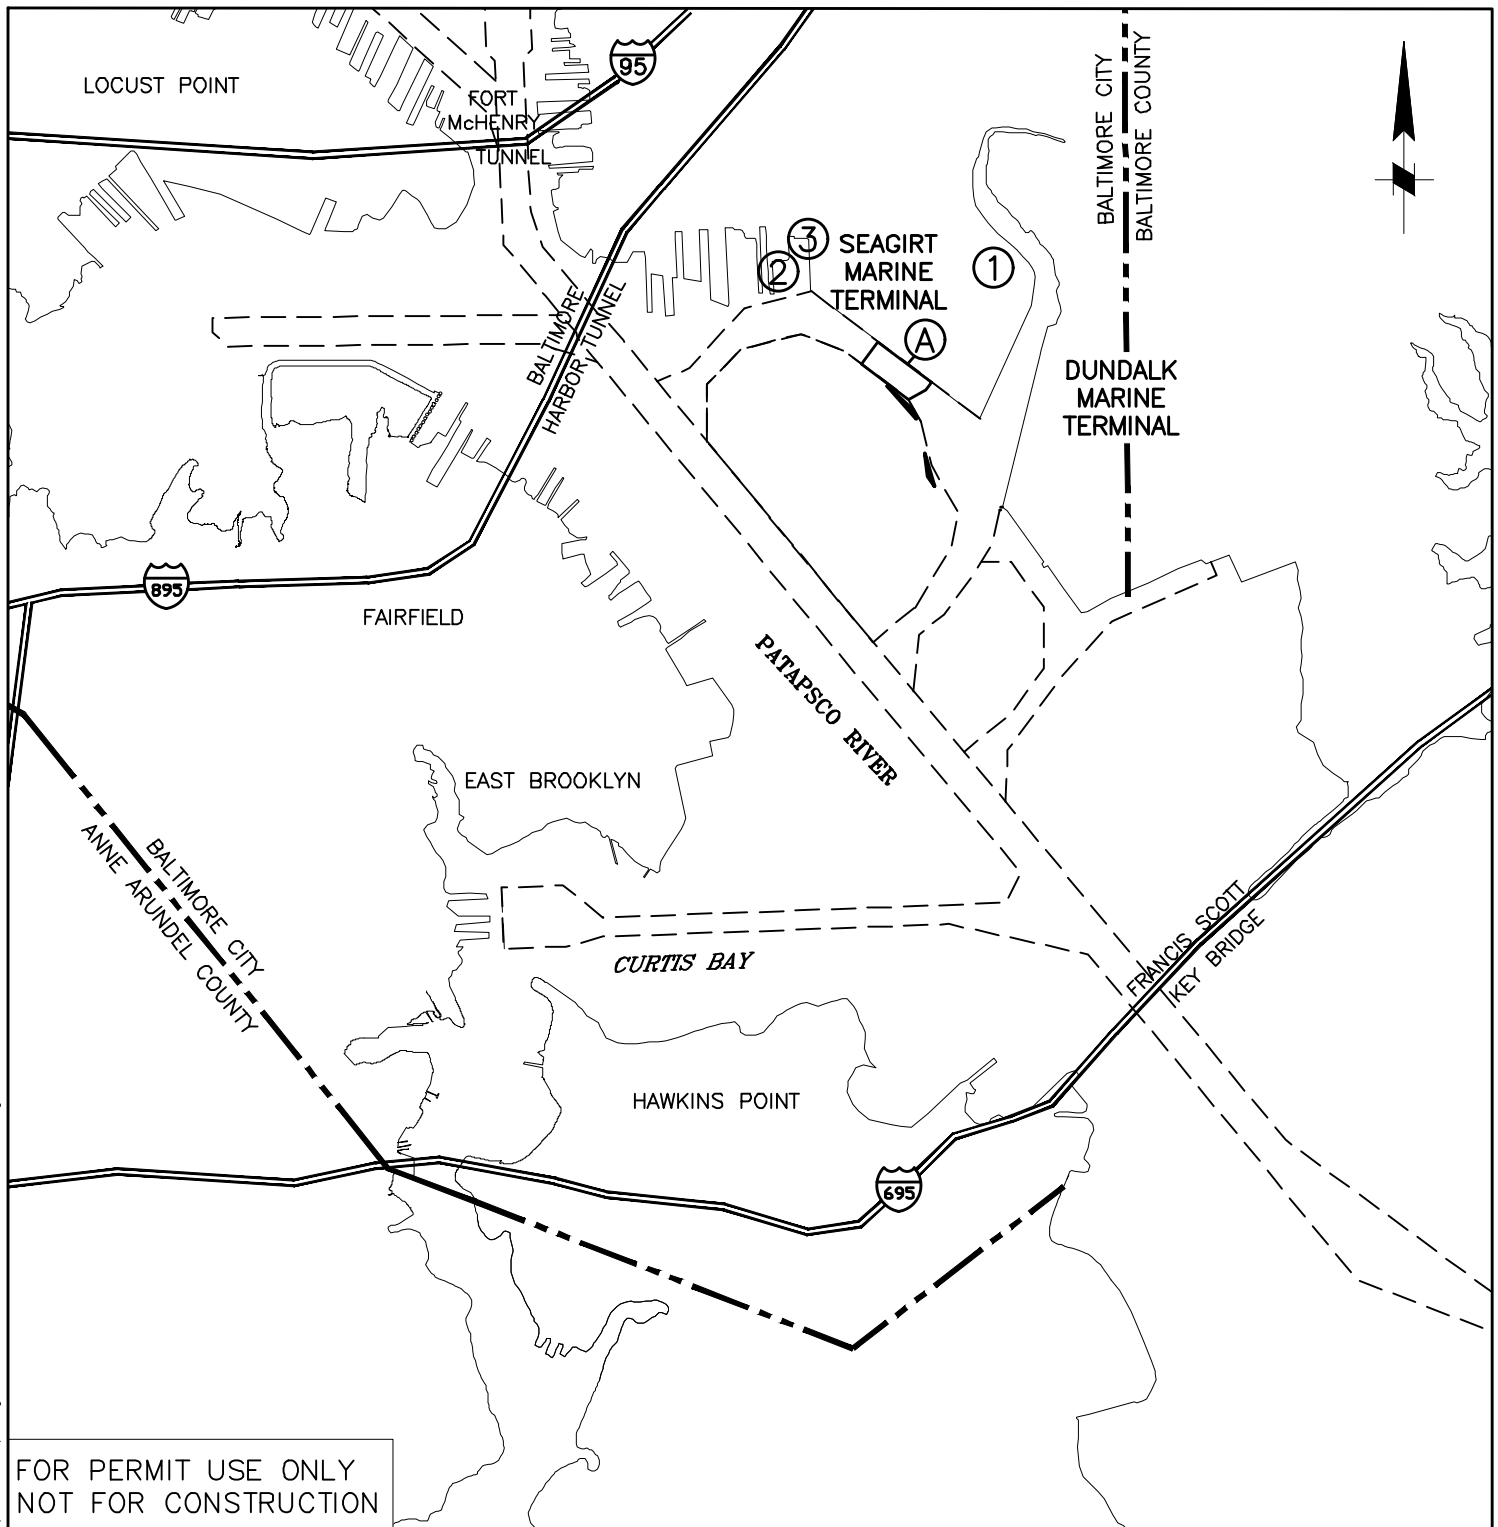 LOCUST POINT
95
FORT
McHENRY
TUNNEL
BALTIMORE CITY
BALTIMORE COUNTY
3
SEAGIRT
MARINE
TERMINAL
2
1
BALTIMORE
HARBOR TUNNEL
A
DUNDALK
MARINE
TERMINAL
895
FAIRFIELD
PATAPSCO RIVER
EAST BROOKLYN
BALTIMORE CITY
ANNE ARUNDEL COUNTY
CURTIS BAY
FRANCIS SCOTT
KEY BRIDGE
HAWKINS POINT
695
FOR PERMIT USE ONLY
NOT FOR CONSTRUCTION